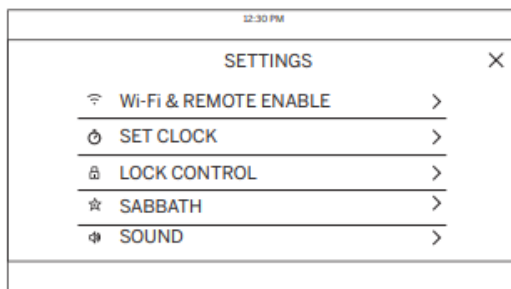 12:30 PM
SETTINGS
Wi-Fi & REMOTE ENABLE
SET CLOCK
LOCK CONTROL
SABBATH
SOUND